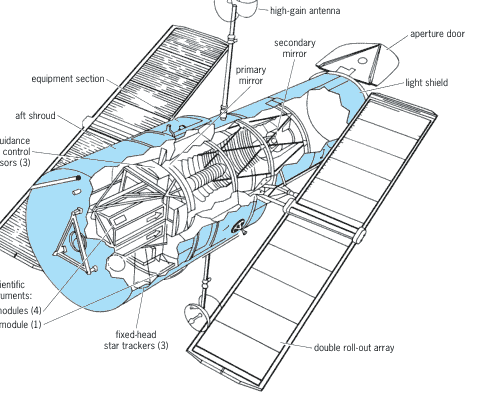 high-gain antenna
aperture door
secondary
mirror
primary
mirror
equipment section
light shield
aft shroud
uidance
control
sors (3)
ientific
uments:
modules (4)
module (1)
fixed-head
star trackers (3)
double roll-out array